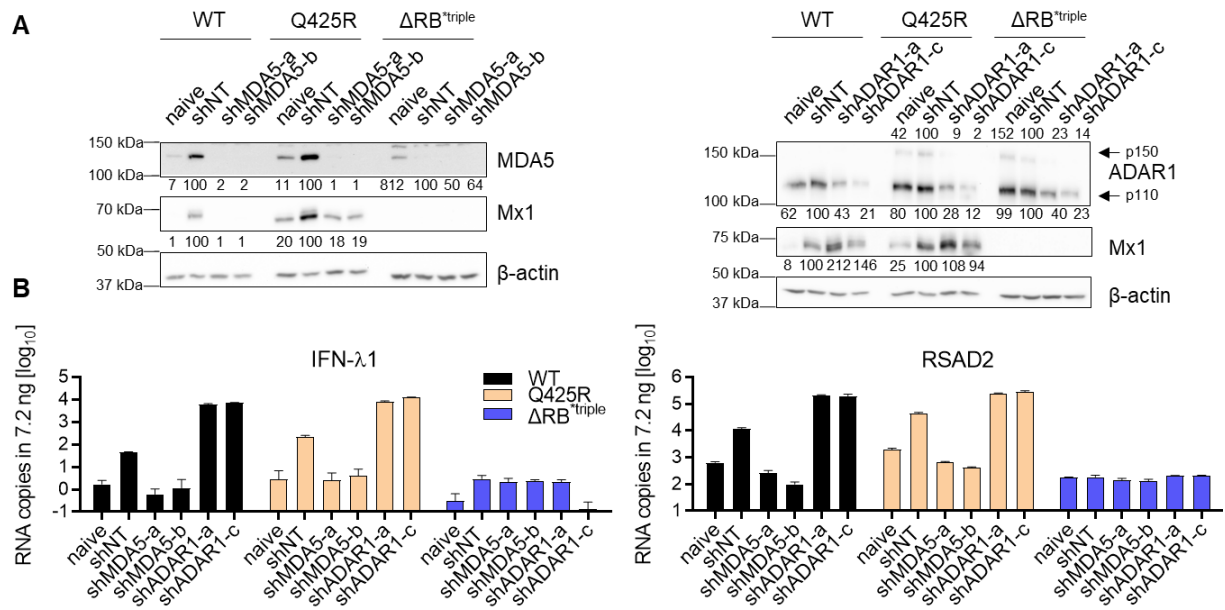 A
WT Q425R ΔRB*triple
naive shNT shMDA5-a shMDA5-b naive shNT shMDA5-a shMDA5-b naive shNT shMDA5-a shMDA5-b
150 kDa
MDA5
100 kDa
7 100 2 2 11 100 1 1 812 100 50 64
70 kDa
Mx1
50 kDa
1 100 1 1 20 100 18 19
β-actin
37 kDa
WT Q425R ΔRB*triple
naive shNT shADAR1-a shADAR1-c naive shNT shADAR1-a shADAR1-c naive shNT shADAR1-a shADAR1-c
42 100 9 2 152 100 23 14
150 kDa
p150
ADAR1
p110
100 kDa
62 100 43 21 80 100 28 12 99 100 40 23
75 kDa
Mx1
50 kDa
8 100 212 146 25 100 108 94
β-actin
37 kDa
B
IFN-λ1
RNA copies in 7.2 ng [log10]
5
4
3
2
1
0
-1
WT
Q425R
ΔRB*triple
naive shNT shMDA5-a shMDA5-b shADAR1-a shADAR1-c naive shNT shMDA5-a shMDA5-b shADAR1-a shADAR1-c naive shNT shMDA5-a shMDA5-b shADAR1-a shADAR1-c
RSAD2
RNA copies in 7.2 ng [log10]
6
5
4
3
2
1
naive shNT shMDA5-a shMDA5-b shADAR1-a shADAR1-c naive shNT shMDA5-a shMDA5-b shADAR1-a shADAR1-c naive shNT shMDA5-a shMDA5-b shADAR1-a shADAR1-c